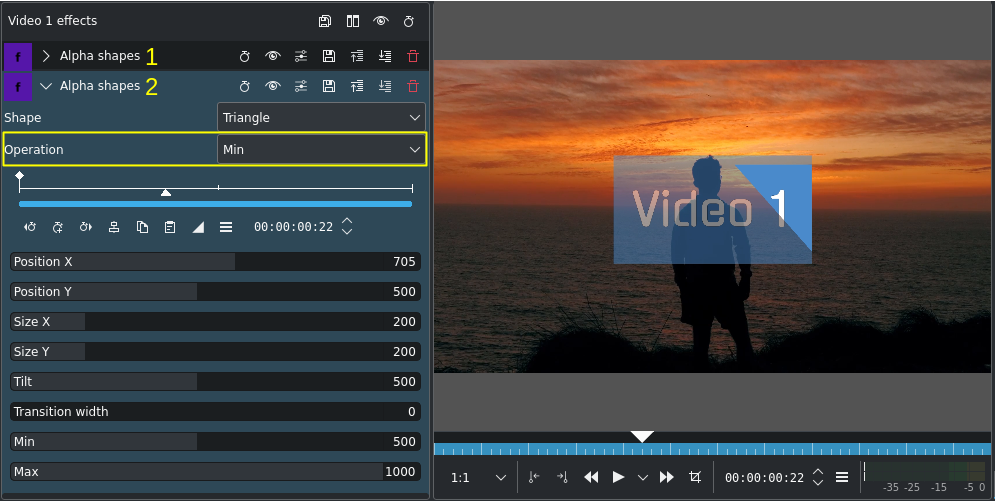 Video 1 effects
f Alpha shapes 1
f Alpha shapes 2
Shape Triangle
Operation Min
00:00:00:22
Position X 705
Position Y 500
Size X 200
Size Y 200
Tilt 500
Transition width 0
Min 500
Max 1000
Video 1
1:1 00:00:00:22
-35 -25 -15 -5 0